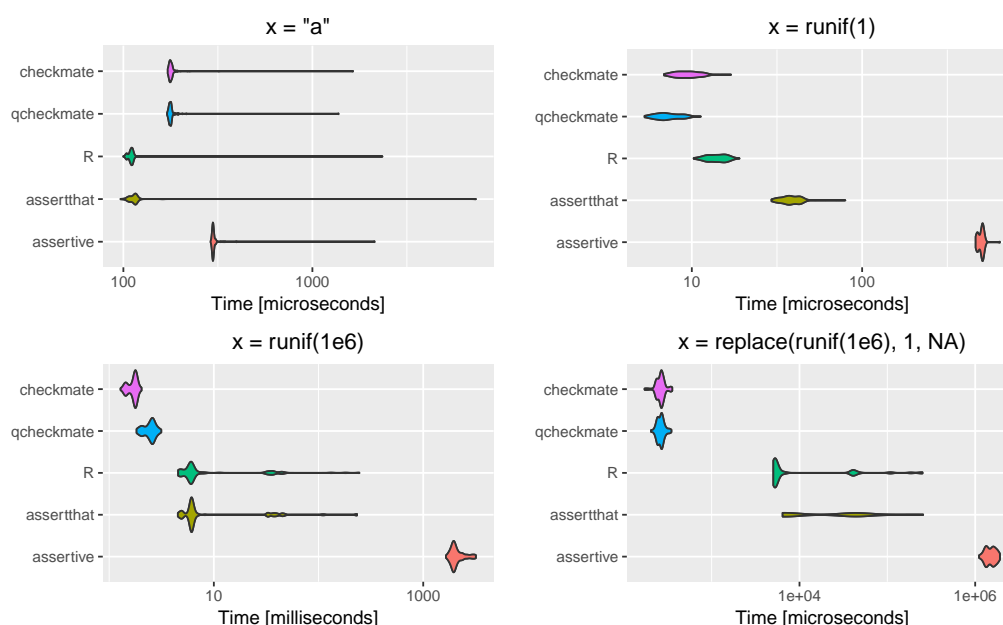 x = "a"
checkmate
qcheckmate
R
assertthat
assertive
100
1000
Time [microseconds]
x = runif(1)
checkmate
qcheckmate
R
assertthat
assertive
10
100
Time [microseconds]
x = runif(1e6)
checkmate
qcheckmate
R
assertthat
assertive
10
1000
Time [milliseconds]
x = replace(runif(1e6), 1, NA)
checkmate
qcheckmate
R
assertthat
assertive
1e+04
1e+06
Time [microseconds]